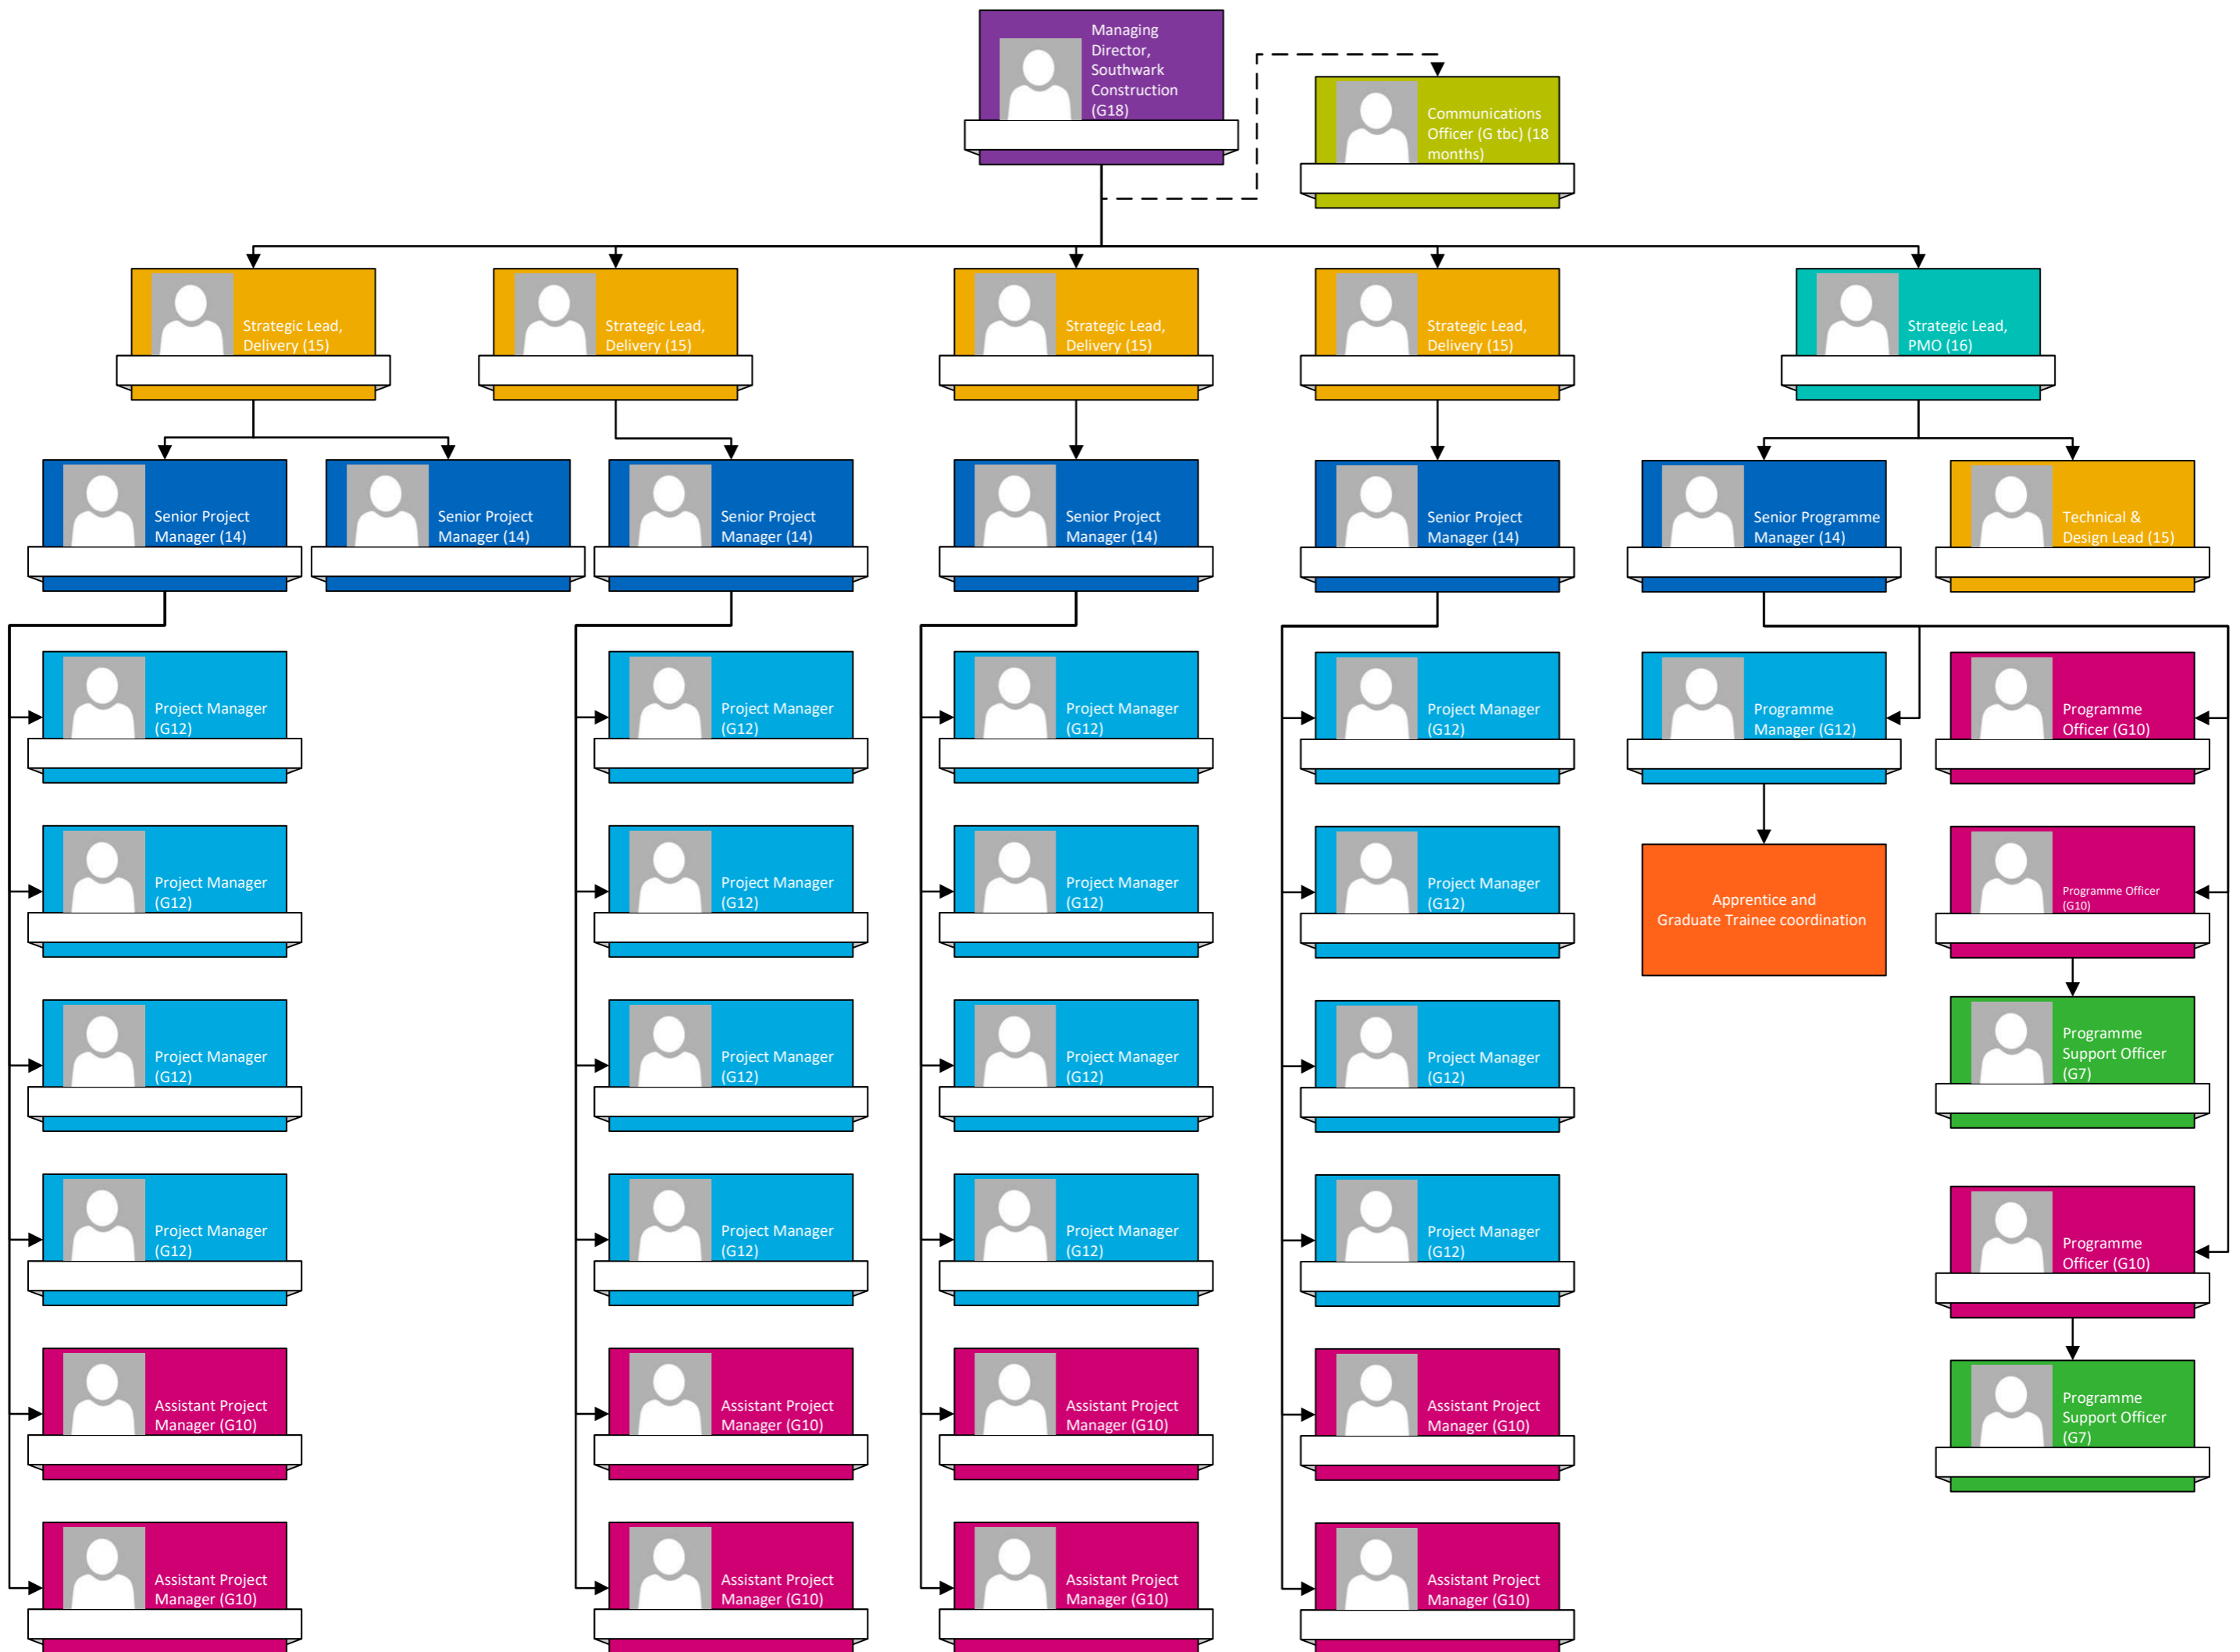 Managing
Director,
Southwark
Construction
(G18)
Communications
Officer (G tbc) (18
months)
Strategic Lead,
Delivery (15)
Strategic Lead,
Delivery (15)
Strategic Lead,
Delivery (15)
Strategic Lead,
Delivery (15)
Strategic Lead,
PMO (16)
Senior Project
Manager (14)
Senior Project
Manager (14)
Senior Project
Manager (14)
Senior Project
Manager (14)
Senior Project
Manager (14)
Senior Programme
Manager (14)
Technical &
Design Lead (15)
Project Manager
(G12)
Project Manager
(G12)
Project Manager
(G12)
Project Manager
(G12)
Programme
Manager (G12)
Programme
Officer (G10)
Project Manager
(G12)
Project Manager
(G12)
Project Manager
(G12)
Project Manager
(G12)
Apprentice and
Graduate Trainee coordination
Programme Officer
(G10)
Project Manager
(G12)
Project Manager
(G12)
Project Manager
(G12)
Project Manager
(G12)
Programme
Support Officer
(G7)
Project Manager
(G12)
Project Manager
(G12)
Project Manager
(G12)
Project Manager
(G12)
Programme
Officer (G10)
Assistant Project
Manager (G10)
Assistant Project
Manager (G10)
Assistant Project
Manager (G10)
Assistant Project
Manager (G10)
Programme
Support Officer
(G7)
Assistant Project
Manager (G10)
Assistant Project
Manager (G10)
Assistant Project
Manager (G10)
Assistant Project
Manager (G10)